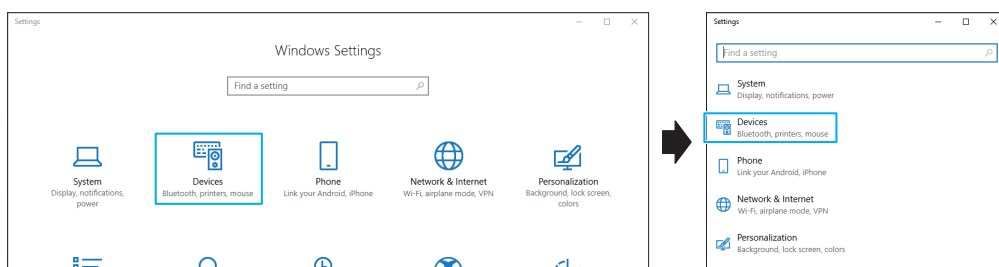 Settings
Windows Settings
Find a setting
System
Display, notifications,
power
Devices
Bluetooth, printers, mouse
Phone
Link your Android, iPhone
Network & Internet
Wi-Fi, airplane mode, VPN
Personalization
Background, lock screen,
colors
Settings
Find a setting
System
Display, notifications, power
Devices
Bluetooth, printers, mouse
Phone
Link your Android, iPhone
Network & Internet
Wi-Fi, airplane mode, VPN
Personalization
Background, lock screen, colors